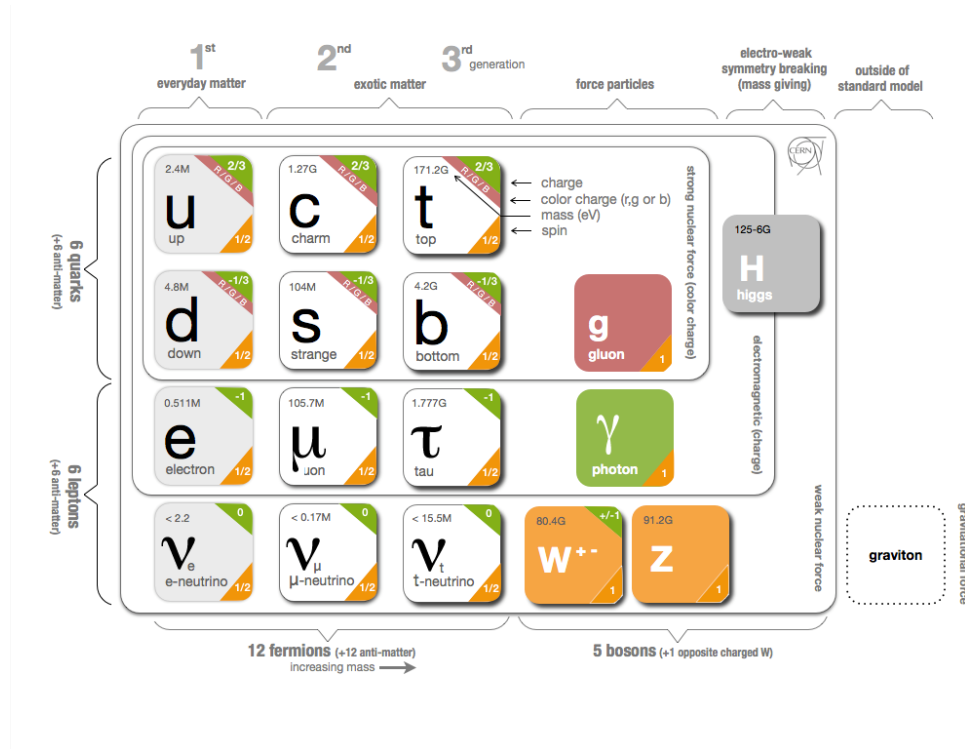 1st
everyday matter
2nd
exotic matter
3rd
generation
force particles
electro-weak
symmetry breaking
(mass giving)
outside of
standard model
CERN
6 quarks
(+6 anti-matter)
2.4M
2/3
R/G/B
u
up
1/2
1.27G
2/3
R/G/B
c
charm
1/2
171.2G
2/3
R/G/B
t
top
1/2
charge
color charge (r,g or b)
mass (eV)
spin
4.8M
-1/3
R/G/B
d
down
1/2
104M
-1/3
R/G/B
s
strange
1/2
4.2G
-1/3
R/G/B
b
bottom
1/2
g
gluon
1
strong nuclear force (color charge)
125-6G
H
higgs
6 leptons
(+6 anti-matter)
0.511M
-1
e
electron
1/2
105.7M
-1
μ
uon
1/2
1.777G
-1
τ
tau
1/2
γ
photon
1
electromagnetic (charge)
< 2.2
0
νe
e-neutrino
1/2
< 0.17M
0
νμ
μ-neutrino
1/2
< 15.5M
0
νt
t-neutrino
1/2
80.4G
+/-1
W+-
1
91.2G
Z
1
weak nuclear force
graviton
gravitational force
12 fermions (+12 anti-matter)
increasing mass
5 bosons (+1 opposite charged W)